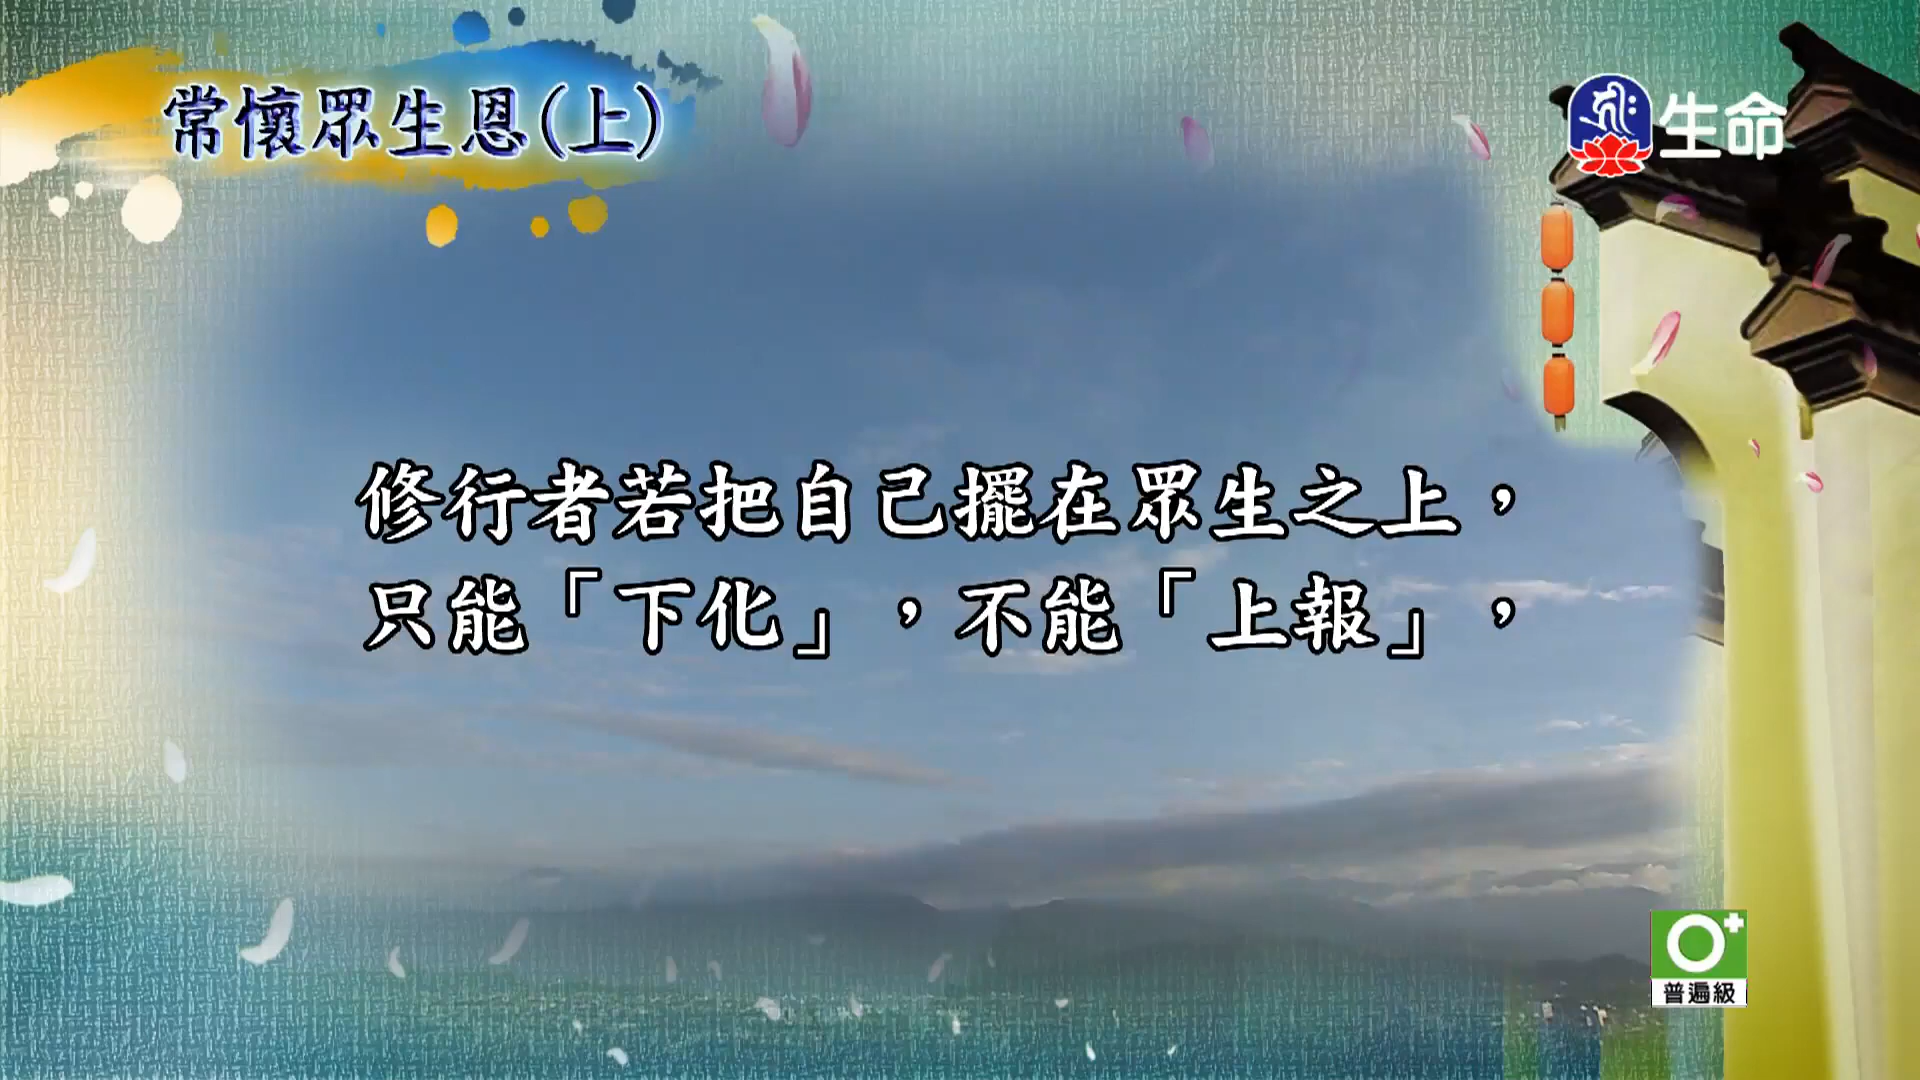 常懷眾生恩(上)
生命
修行者若把自己擺在眾生之上，
只能「下化」，不能「上報」，
普遍級